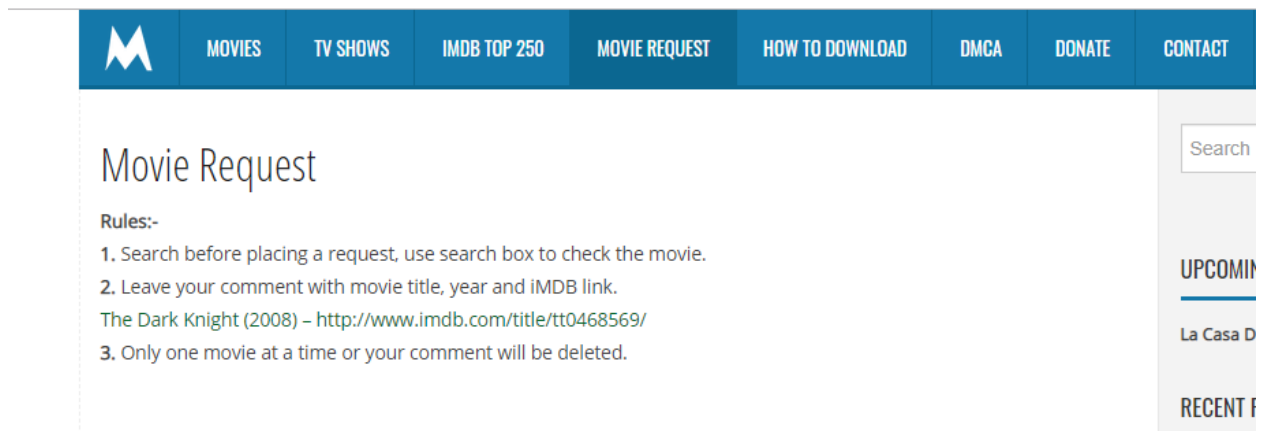 MOVIES TV SHOWS IMDB TOP 250 MOVIE REQUEST HOW TO DOWNLOAD DMCA DONATE CONTACT
Movie Request
Rules:-
1. Search before placing a request, use search box to check the movie.
2. Leave your comment with movie title, year and iMDB link.
The Dark Knight (2008) – http://www.imdb.com/title/tt0468569/
3. Only one movie at a time or your comment will be deleted.
Search
La Casa D
RECENT